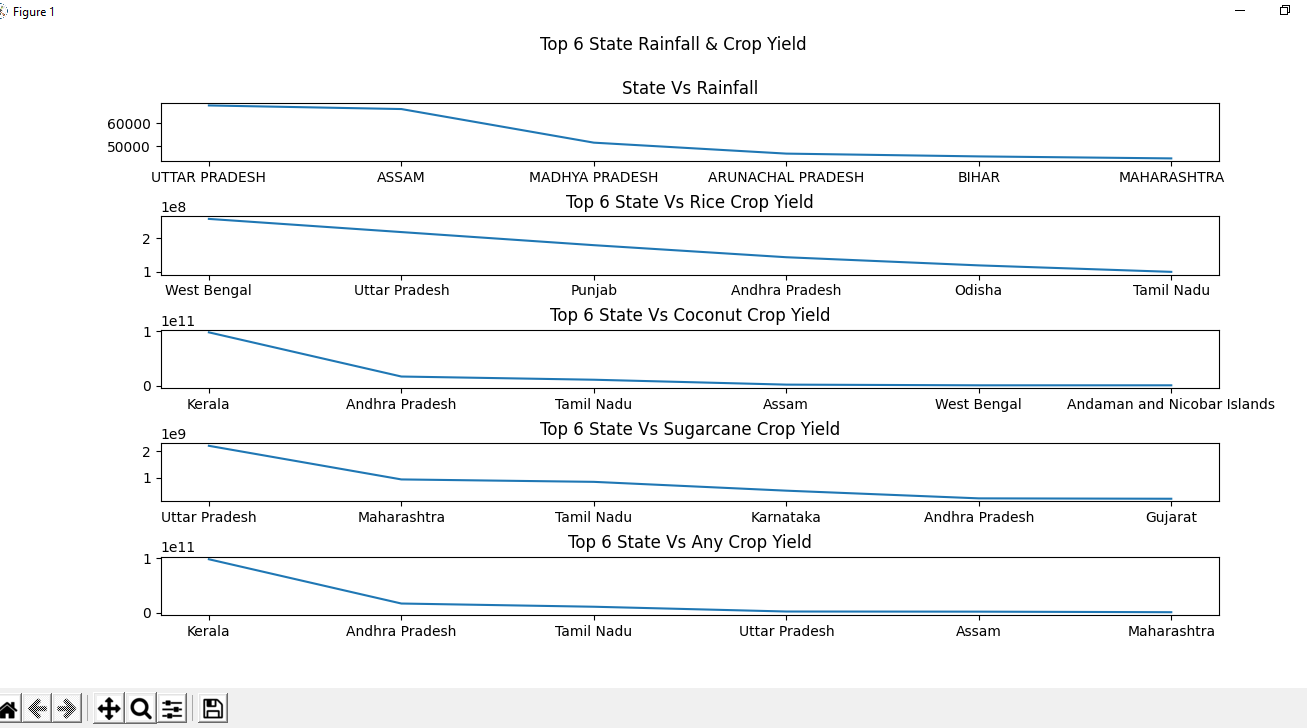 Figure 1
Top 6 State Rainfall & Crop Yield
State Vs Rainfall
60000
50000
UTTAR PRADESH ASSAM MADHYA PRADESH ARUNACHAL PRADESH BIHAR MAHARASHTRA
Top 6 State Vs Rice Crop Yield
1e8
2
1
West Bengal Uttar Pradesh Punjab Andhra Pradesh Odisha Tamil Nadu
Top 6 State Vs Coconut Crop Yield
1e11
1
0
Kerala Andhra Pradesh Tamil Nadu Assam West Bengal Andaman and Nicobar Islands
Top 6 State Vs Sugarcane Crop Yield
1e9
2
1
Uttar Pradesh Maharashtra Tamil Nadu Karnataka Andhra Pradesh Gujarat
Top 6 State Vs Any Crop Yield
1e11
1
0
Kerala Andhra Pradesh Tamil Nadu Uttar Pradesh Assam Maharashtra